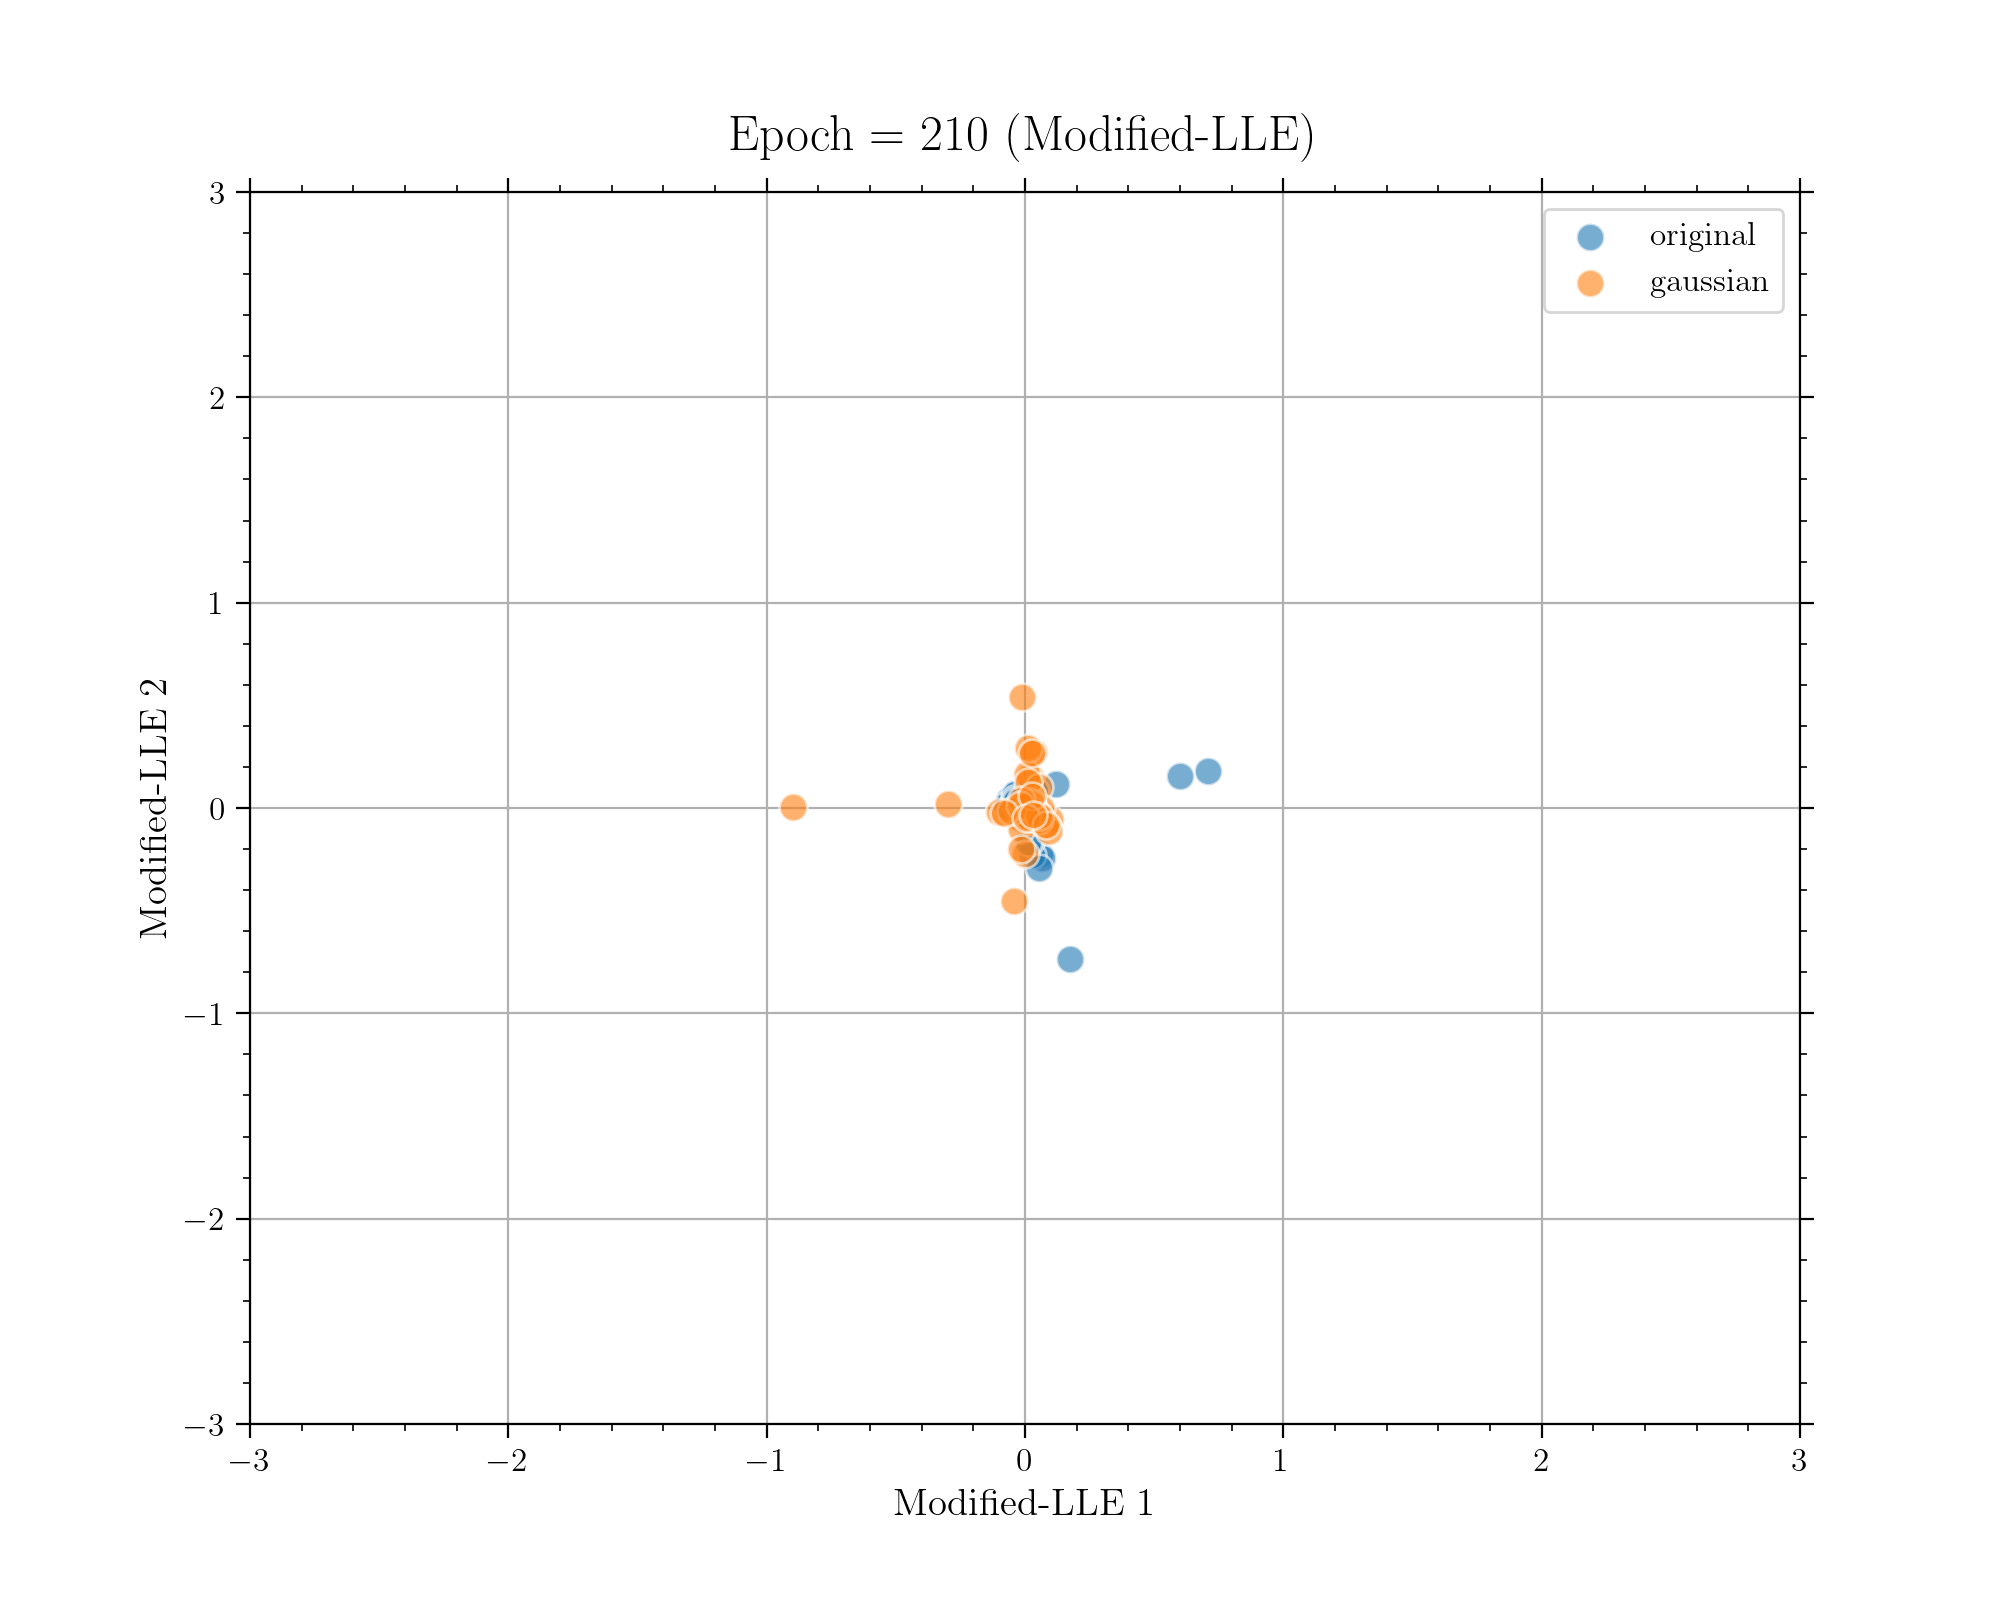 Epoch = 210 (Modified-LLE)
original
gaussian
3
2
1
0
−1
−2
−3
Modified-LLE 2
−3
−2
−1
0
1
2
3
Modified-LLE 1